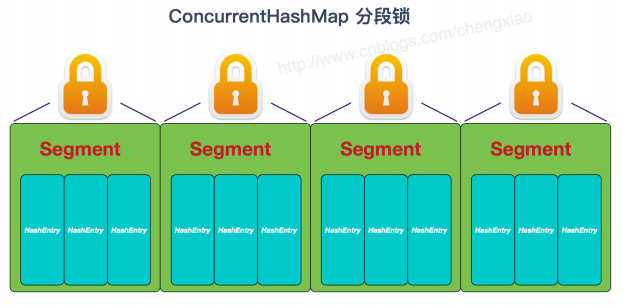 ConcurrentHashMap 分段锁
http://www.cnblogs.com/chengxiao
Segment Segment Segment Segment
HashEntry HashEntry HashEntry HashEntry HashEntry HashEntry HashEntry HashEntry HashEntry HashEntry HashEntry HashEntry